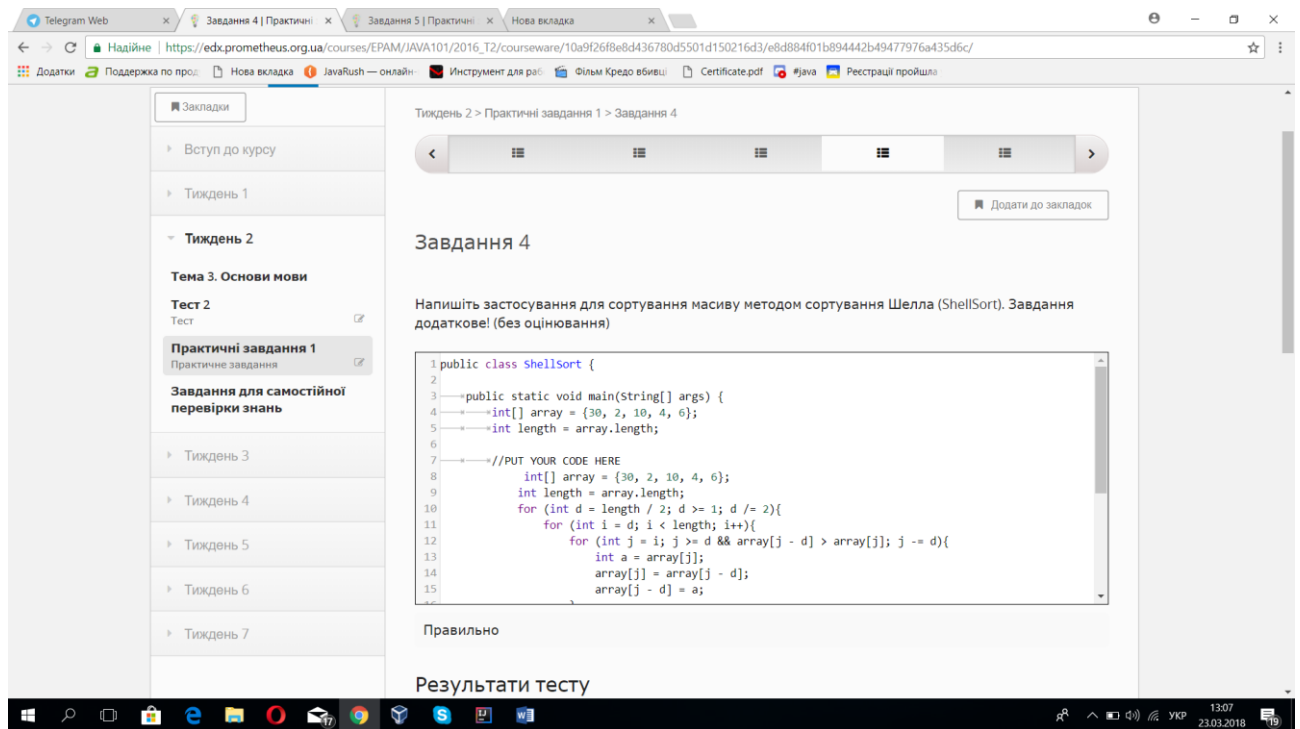 Telegram Web
Завдання 4 | Практичні
Завдання 5 | Практичні
Нова вкладка
Надійне | https://edx.prometheus.org.ua/courses/EPAM/JAVA101/2016_T2/courseware/10a9f26f8e8d436780d5501d150216d3/e8d884f01b894442b49477976a435d6c/
Додатки Поддержка по прод Нова вкладка JavaRush — онлайн- Инструмент для раб Фільм Кредо вбивці Certificate.pdf #java Реєстрації пройшла
Закладки
Вступ до курсу
Тиждень 1
Тиждень 2
Тема 3. Основи мови
Тест 2
Тест
Практичні завдання 1
Практичне завдання
Завдання для самостійної
перевірки знань
Тиждень 3
Тиждень 4
Тиждень 5
Тиждень 6
Тиждень 7
Тиждень 2 > Практичні завдання 1 > Завдання 4
Додати до закладок
Завдання 4
Напишіть застосування для сортування масиву методом сортування Шелла (ShellSort). Завдання
додаткове! (без оцінювання)
1 public class ShellSort {
2
3 public static void main(String[] args) {
4 int[] array = {30, 2, 10, 4, 6};
5 int length = array.length;
6
7 //PUT YOUR CODE HERE
8 int[] array = {30, 2, 10, 4, 6};
9 int length = array.length;
10 for (int d = length / 2; d >= 1; d /= 2){
11 for (int i = d; i < length; i++){
12 for (int j = i; j >= d && array[j - d] > array[j]; j -= d){
13 int a = array[j];
14 array[j] = array[j - d];
15 array[j - d] = a;
Правильно
Результати тесту
17
УКР
13:07
23.03.2018
19